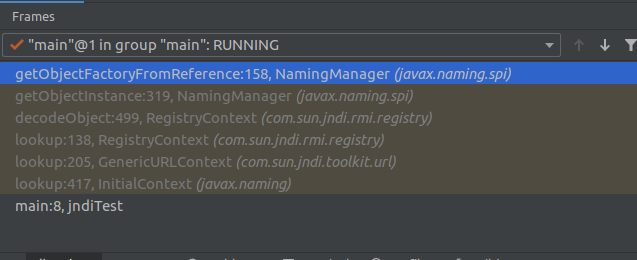 Frames
"main"@1 in group "main": RUNNING
getObjectFactoryFromReference:158, NamingManager (javax.naming.spi)
getObjectInstance:319, NamingManager (javax.naming.spi)
decodeObject:499, RegistryContext (com.sun.jndi.rmi.registry)
lookup:138, RegistryContext (com.sun.jndi.rmi.registry)
lookup:205, GenericURLContext (com.sun.jndi.toolkit.url)
lookup:417, InitialContext (javax.naming)
main:8, jndiTest